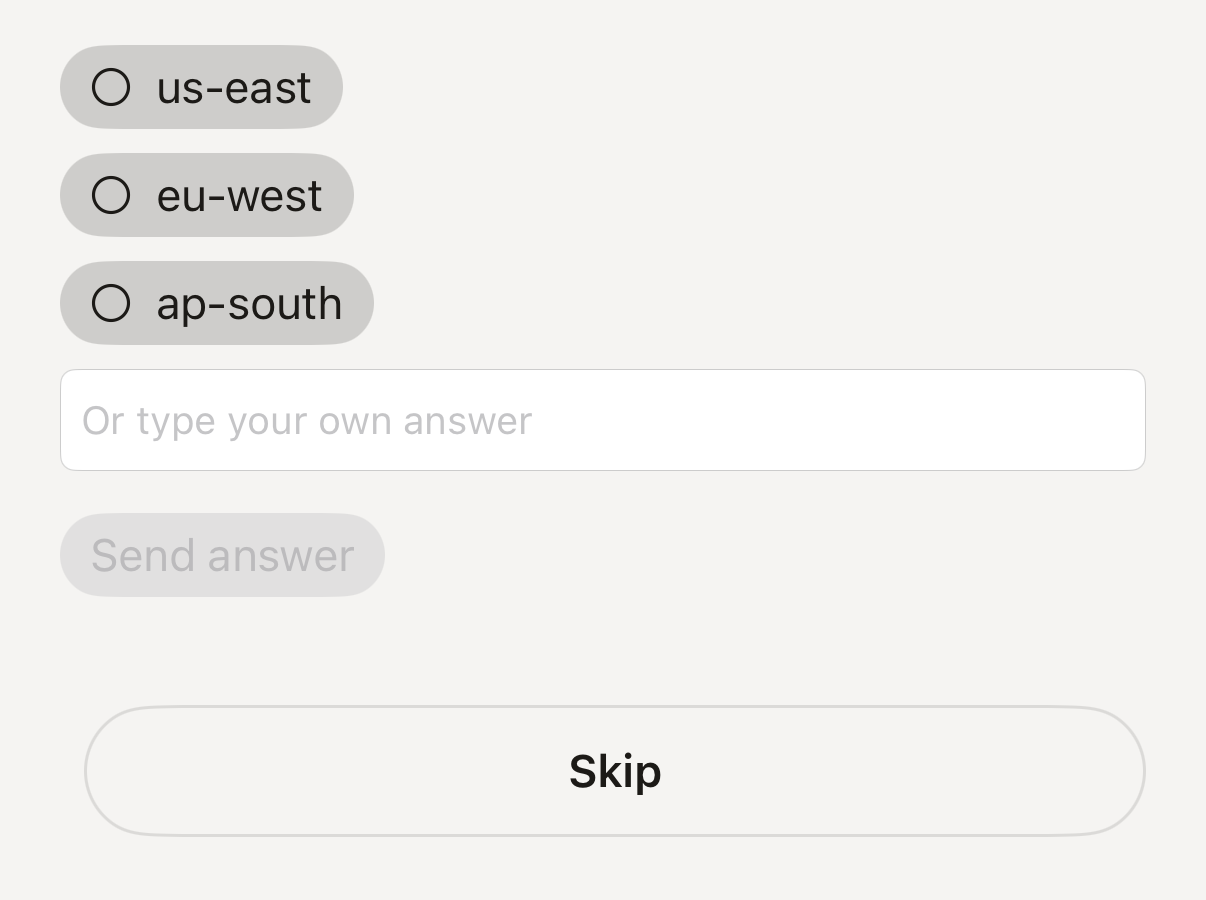 us-east
eu-west
ap-south
Or type your own answer
Send answer
Skip